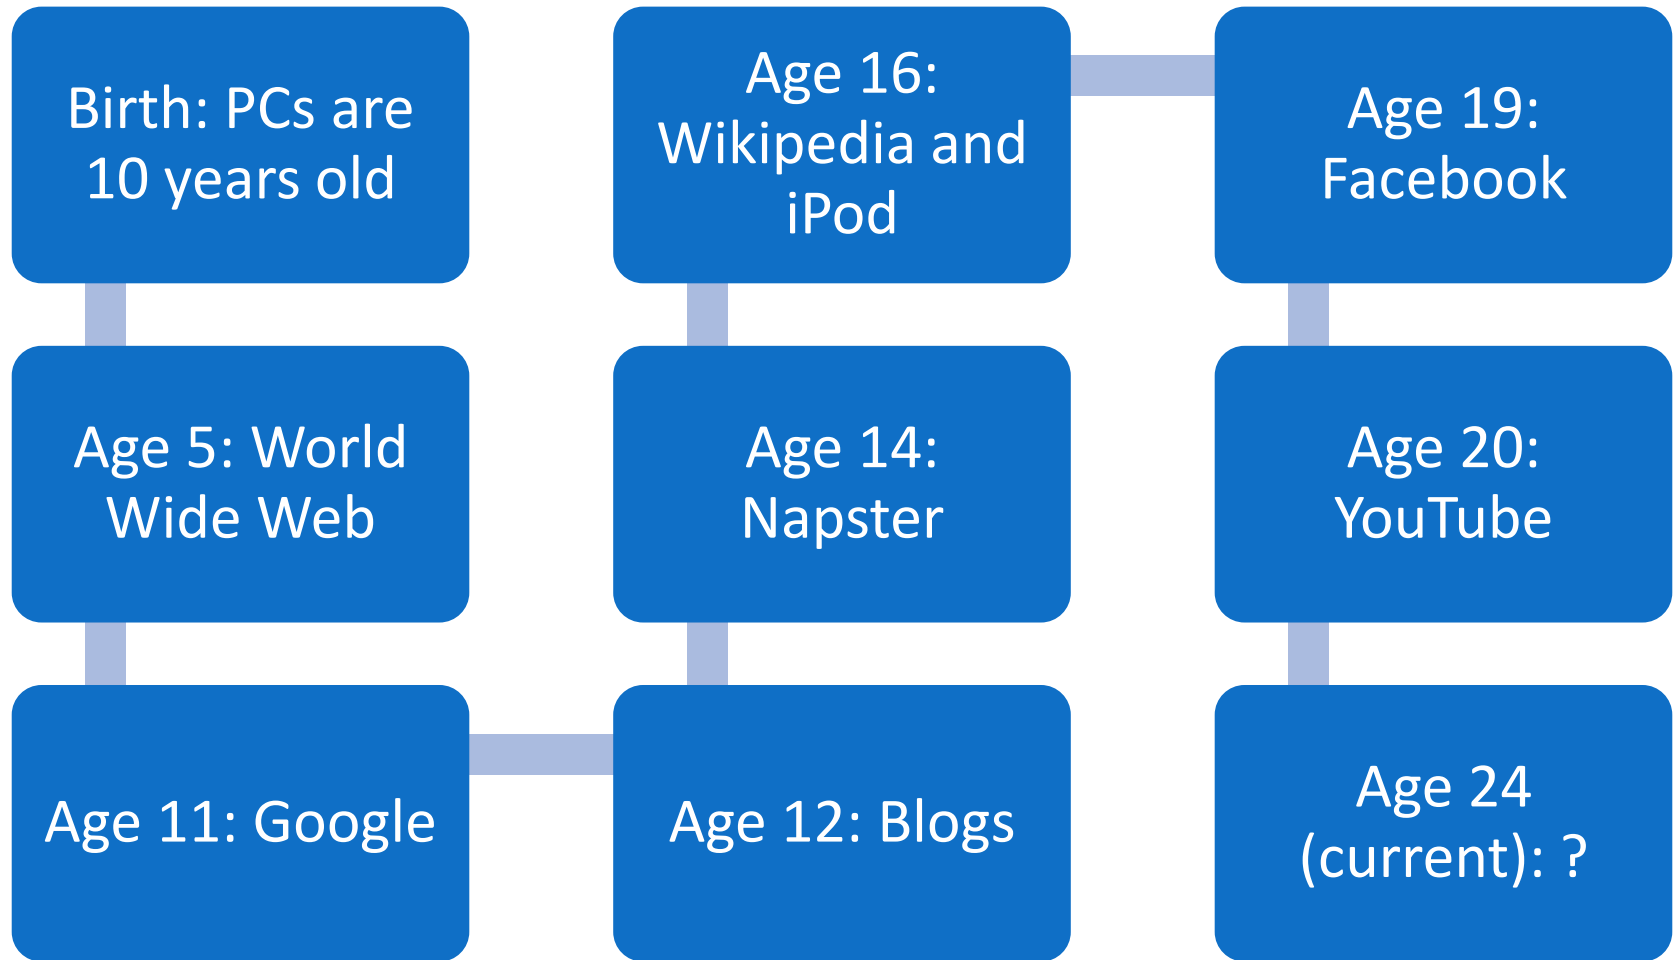 Birth: PCs are
10 years old
Age 5: World
Wide Web
Age 11: Google
Age 12: Blogs
Age 14:
Napster
Age 16:
Wikipedia and
iPod
Age 19:
Facebook
Age 20:
YouTube
Age 24
(current): ?